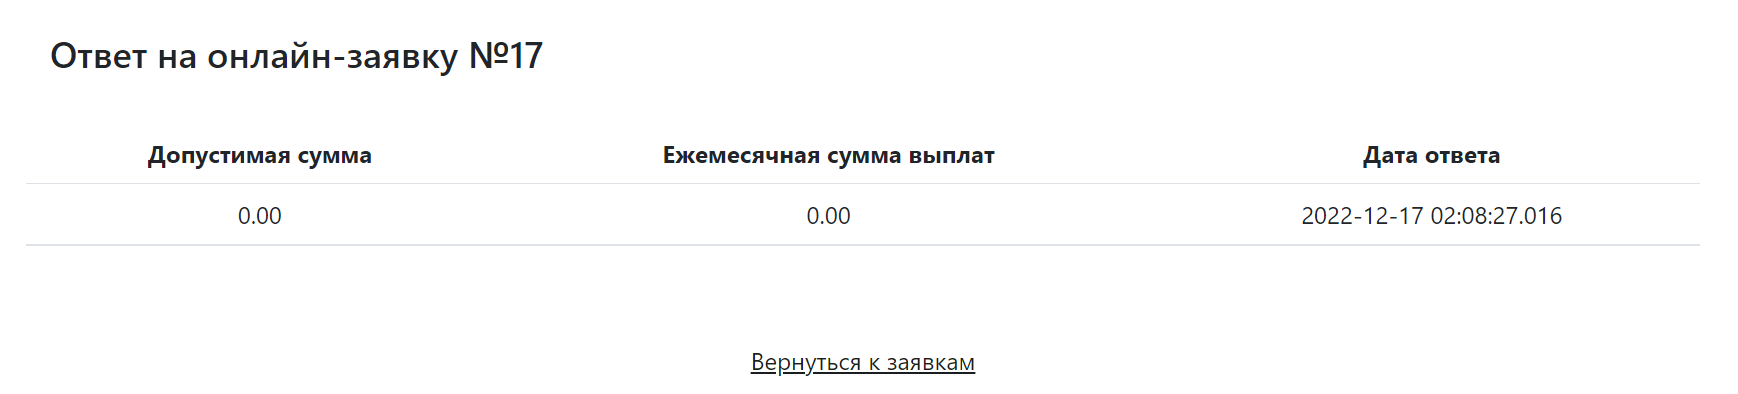 Ответ на онлайн-заявку №17
Допустимая сумма Ежемесячная сумма выплат Дата ответа
0.00 0.00 2022-12-17 02:08:27.016
Вернуться к заявкам